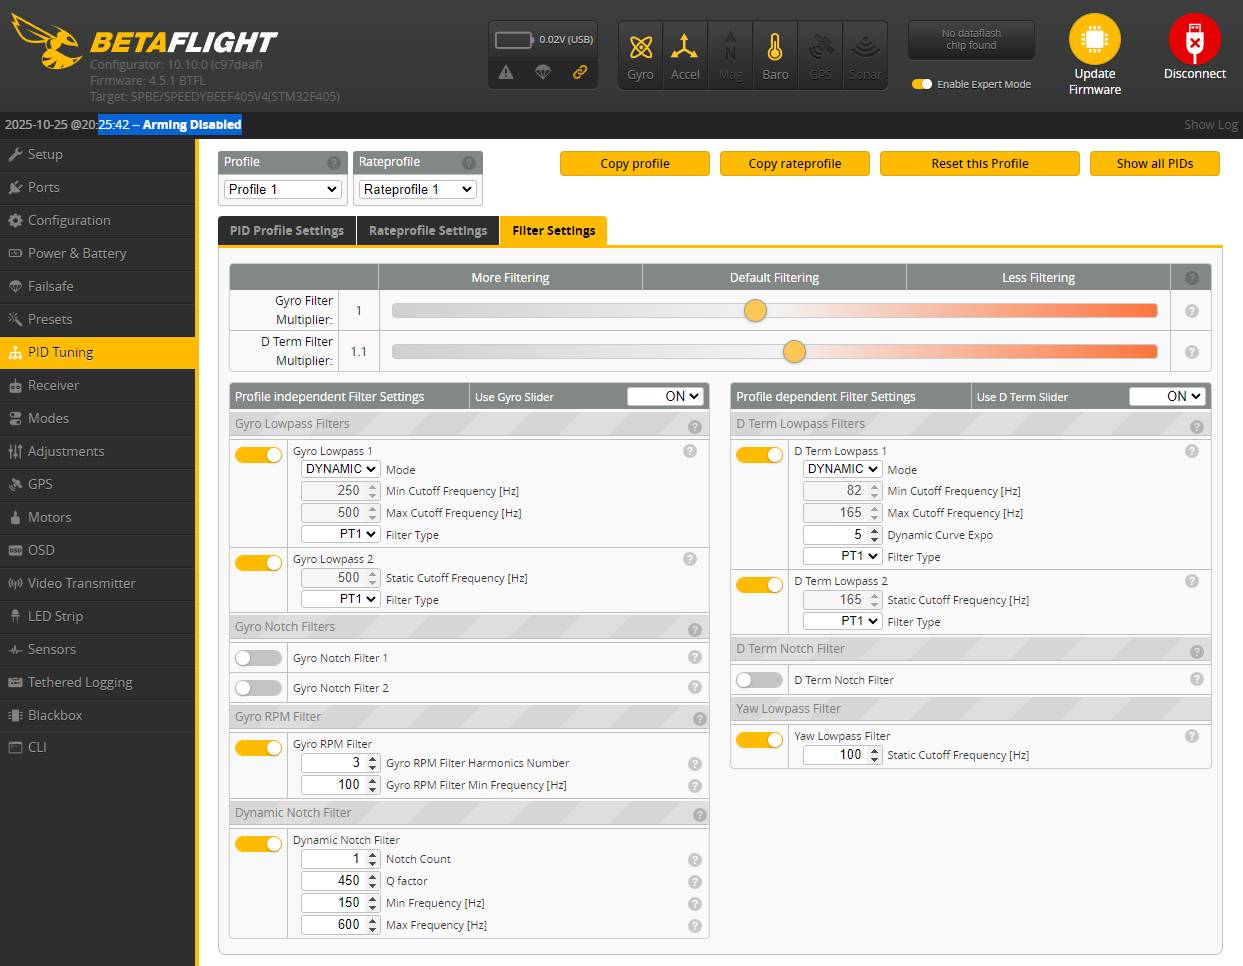 BETAFLIGHT
Configurator: 10.10.0 (c97deaf)
Firmware: 4.5.1 BTFL
Target: SPBE/SPEEDYBEEF405V4(STM32F405)
0.02V (USB)
Gyro
Accel
Mag
Baro
GPS
Sonar
No dataflash
chip found
Enable Expert Mode
Update
Firmware
Disconnect
2025-10-25 @20:25:42 – Arming Disabled
Show Log
Setup
Ports
Configuration
Power & Battery
Failsafe
Presets
PID Tuning
Receiver
Modes
Adjustments
GPS
Motors
OSD
Video Transmitter
LED Strip
Sensors
Tethered Logging
Blackbox
CLI
Profile
Profile 1
Rateprofile
Rateprofile 1
Copy profile
Copy rateprofile
Reset this Profile
Show all PIDs
PID Profile Settings
Rateprofile Settings
Filter Settings
More Filtering
Default Filtering
Less Filtering
Gyro Filter
Multiplier:
1
D Term Filter
Multiplier:
1.1
Profile independent Filter Settings
Use Gyro Slider
ON
Gyro Lowpass Filters
Gyro Lowpass 1
DYNAMIC Mode
250 Min Cutoff Frequency [Hz]
500 Max Cutoff Frequency [Hz]
PT1 Filter Type
Gyro Lowpass 2
500 Static Cutoff Frequency [Hz]
PT1 Filter Type
Gyro Notch Filters
Gyro Notch Filter 1
Gyro Notch Filter 2
Gyro RPM Filter
Gyro RPM Filter
3 Gyro RPM Filter Harmonics Number
100 Gyro RPM Filter Min Frequency [Hz]
Dynamic Notch Filter
Dynamic Notch Filter
1 Notch Count
450 Q factor
150 Min Frequency [Hz]
600 Max Frequency [Hz]
Profile dependent Filter Settings
Use D Term Slider
ON
D Term Lowpass Filters
D Term Lowpass 1
DYNAMIC Mode
82 Min Cutoff Frequency [Hz]
165 Max Cutoff Frequency [Hz]
5 Dynamic Curve Expo
PT1 Filter Type
D Term Lowpass 2
165 Static Cutoff Frequency [Hz]
PT1 Filter Type
D Term Notch Filter
D Term Notch Filter
Yaw Lowpass Filter
Yaw Lowpass Filter
100 Static Cutoff Frequency [Hz]